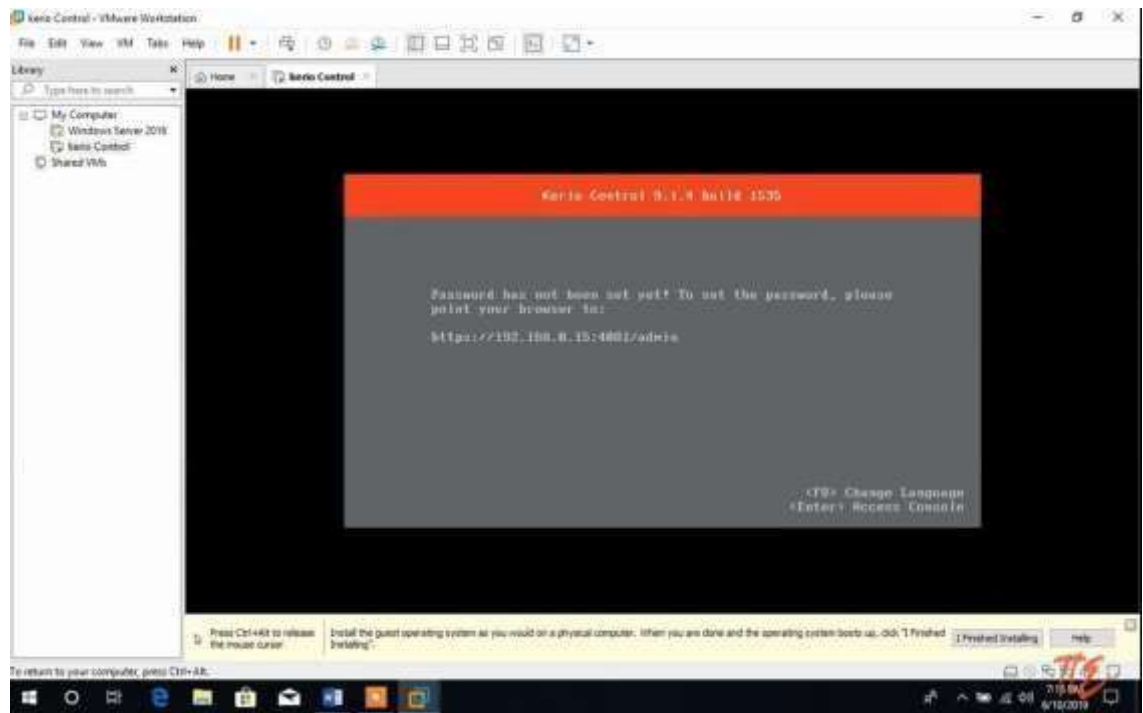 Kerio Control - VMware Workstation
File Edit View VM Tabs Help
Library
Type here to search
Home
Kerio Control
My Computer
Windows Server 2016
Kerio Control
Shared VMs
Kerio Control 9.1.4 build 1535
Password has not been set yet! To set the password, please
point your browser to:
https://192.168.0.15:4081/admin
<F8> Change Language
<Enter> Access Console
Press Ctrl+Alt to release
the mouse cursor
Install the guest operating system as you would on a physical computer. When you are done and the operating system boots up, click "I Finished
Installing".
I Finished Installing
Help
To return to your computer, press Ctrl+Alt.
6/10/2019